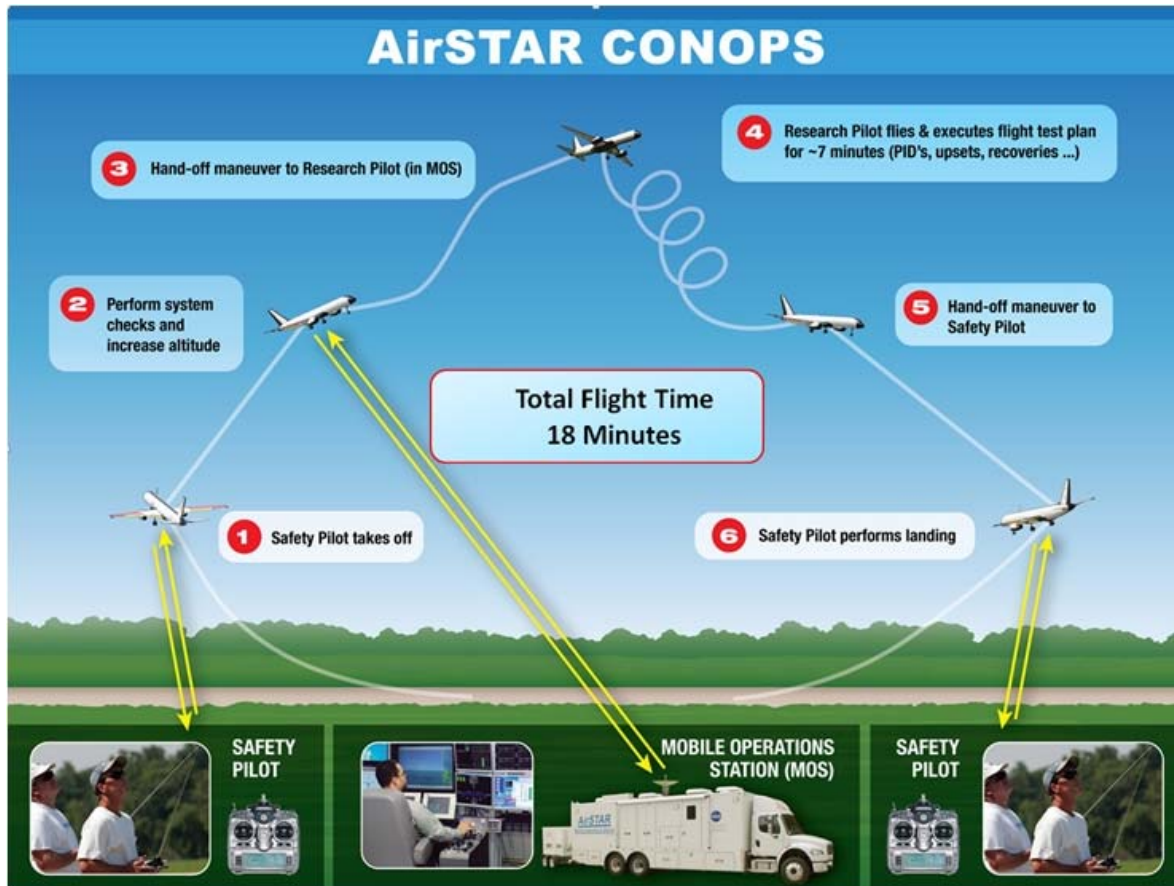 AirSTAR CONOPS
3 Hand-off maneuver to Research Pilot (in MOS)
4 Research Pilot flies & executes flight test plan
for ~7 minutes (PID's, upsets, recoveries ...)
2 Perform system
checks and
increase altitude
5 Hand-off maneuver to
Safety Pilot
Total Flight Time
18 Minutes
1 Safety Pilot takes off
6 Safety Pilot performs landing
SAFETY
PILOT
MOBILE OPERATIONS
STATION (MOS)
AirSTAR
SAFETY
PILOT